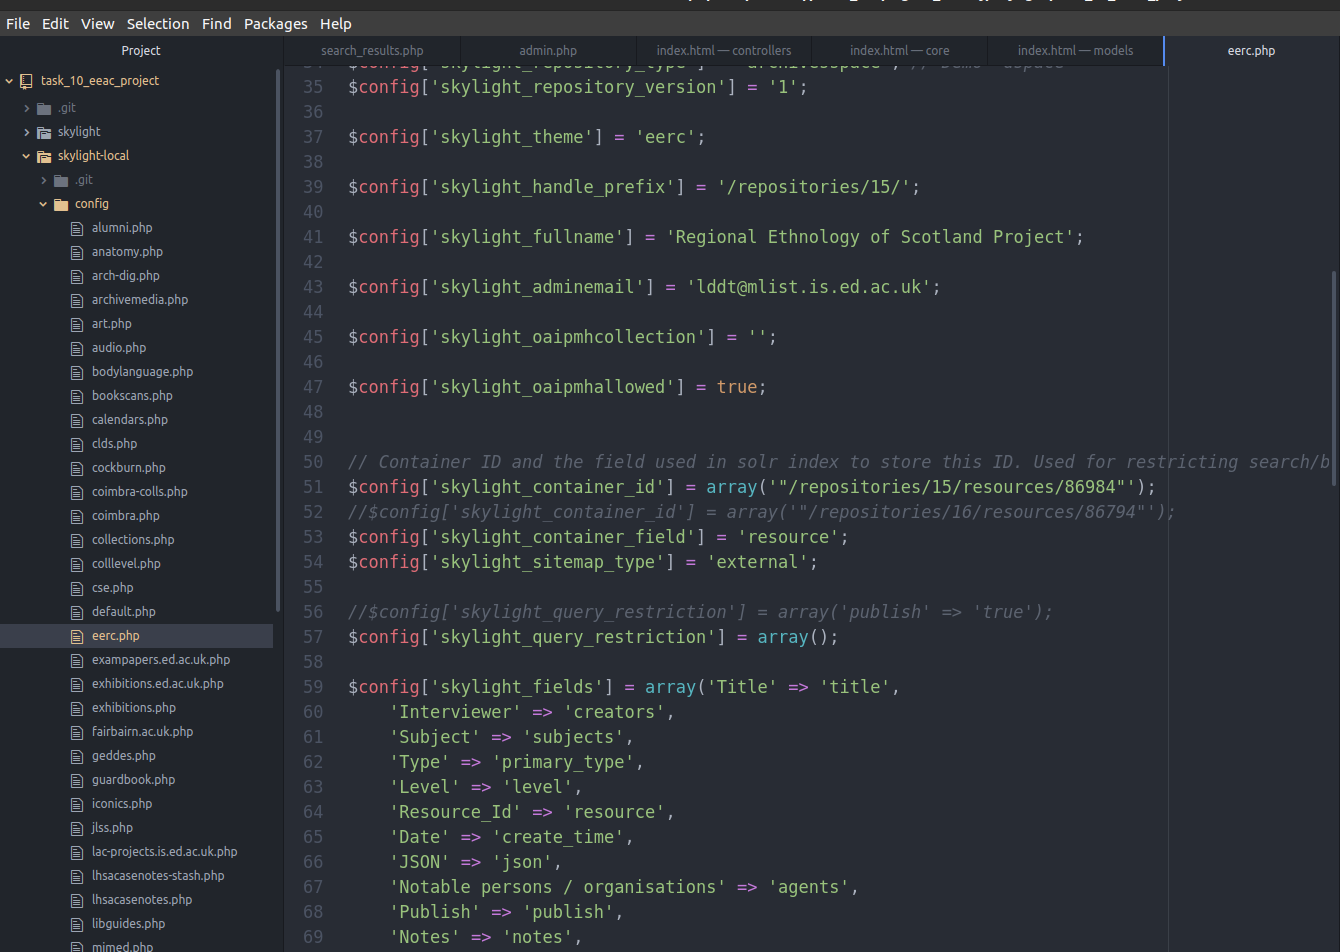 File Edit View Selection Find Packages Help
Project
search_results.php
admin.php
index.html — controllers
index.html — core
index.html — models
eerc.php
task_10_eeac_project
.git
skylight
skylight-local
.git
config
alumni.php
anatomy.php
arch-dig.php
archivemedia.php
art.php
audio.php
bodylanguage.php
bookscans.php
calendars.php
clds.php
cockburn.php
coimbra-colls.php
coimbra.php
collections.php
colllevel.php
cse.php
default.php
eerc.php
exampapers.ed.ac.uk.php
exhibitions.ed.ac.uk.php
exhibitions.php
fairbairn.ac.uk.php
geddes.php
guardbook.php
iconics.php
jlss.php
lac-projects.is.ed.ac.uk.php
lhsacasenotes-stash.php
lhsacasenotes.php
libguides.php
mimed.php
35 $config['skylight_repository_version'] = '1';
36
37 $config['skylight_theme'] = 'eerc';
38
39 $config['skylight_handle_prefix'] = '/repositories/15/';
40
41 $config['skylight_fullname'] = 'Regional Ethnology of Scotland Project';
42
43 $config['skylight_adminemail'] = 'lddt@mlist.is.ed.ac.uk';
44
45 $config['skylight_oaipmhcollection'] = '';
46
47 $config['skylight_oaipmhallowed'] = true;
48
49
50 // Container ID and the field used in solr index to store this ID. Used for restricting search/b
51 $config['skylight_container_id'] = array('"/repositories/15/resources/86984"');
52 //$config['skylight_container_id'] = array('"/repositories/16/resources/86794"');
53 $config['skylight_container_field'] = 'resource';
54 $config['skylight_sitemap_type'] = 'external';
55
56 //$config['skylight_query_restriction'] = array('publish' => 'true');
57 $config['skylight_query_restriction'] = array();
58
59 $config['skylight_fields'] = array('Title' => 'title',
60 'Interviewer' => 'creators',
61 'Subject' => 'subjects',
62 'Type' => 'primary_type',
63 'Level' => 'level',
64 'Resource_Id' => 'resource',
65 'Date' => 'create_time',
66 'JSON' => 'json',
67 'Notable persons / organisations' => 'agents',
68 'Publish' => 'publish',
69 'Notes' => 'notes',